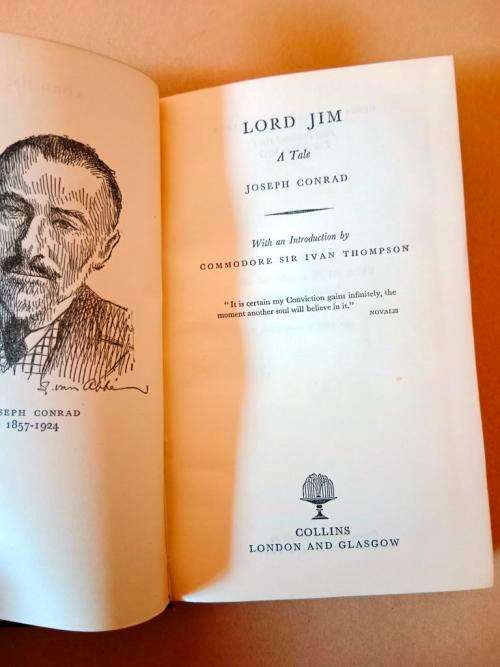 SEPH CONRAD
1857-1924
LORD JIM
A Tale
JOSEPH CONRAD
With an Introduction by
COMMODORE SIR IVAN THOMPSON
"It is certain my Conviction gains infinitely, the
moment another soul will believe in it."
NOVALIS
COLLINS
LONDON AND GLASGOW